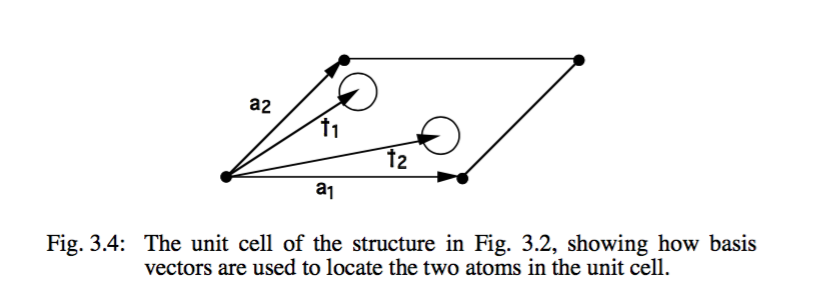 a2
t1
t2
a1
Fig. 3.4: The unit cell of the structure in Fig. 3.2, showing how basis
vectors are used to locate the two atoms in the unit cell.